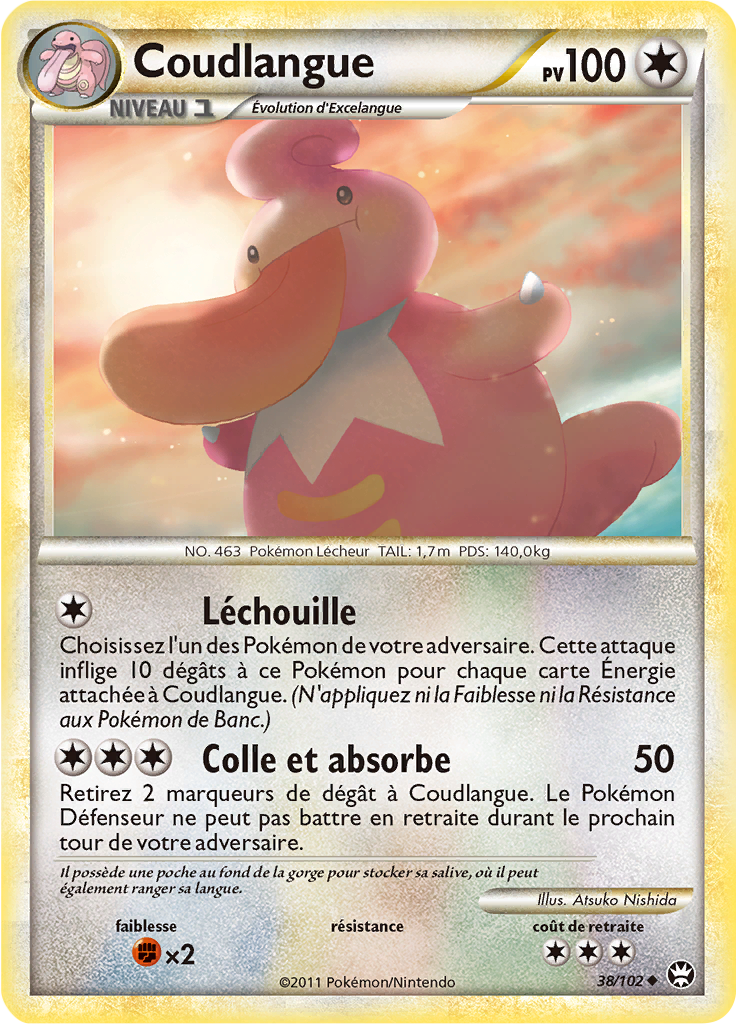 Coudlangue
PV100
NIVEAU 1
Évolution d'Excelangue
NO. 463 Pokémon Lécheur TAIL: 1,7m PDS: 140,0kg
Léchouille
Choisissez l'un des Pokémon de votre adversaire. Cette attaque
inflige 10 dégâts à ce Pokémon pour chaque carte Énergie
attachée à Coudlangue. (N'appliquez ni la Faiblesse ni la Résistance
aux Pokémon de Banc.)
Colle et absorbe 50
Retirez 2 marqueurs de dégât à Coudlangue. Le Pokémon
Défenseur ne peut pas battre en retraite durant le prochain
tour de votre adversaire.
Il possède une poche au fond de la gorge pour stocker sa salive, où il peut
également ranger sa langue.
Illus. Atsuko Nishida
faiblesse résistance coût de retraite
×2
©2011 Pokémon/Nintendo
38/102